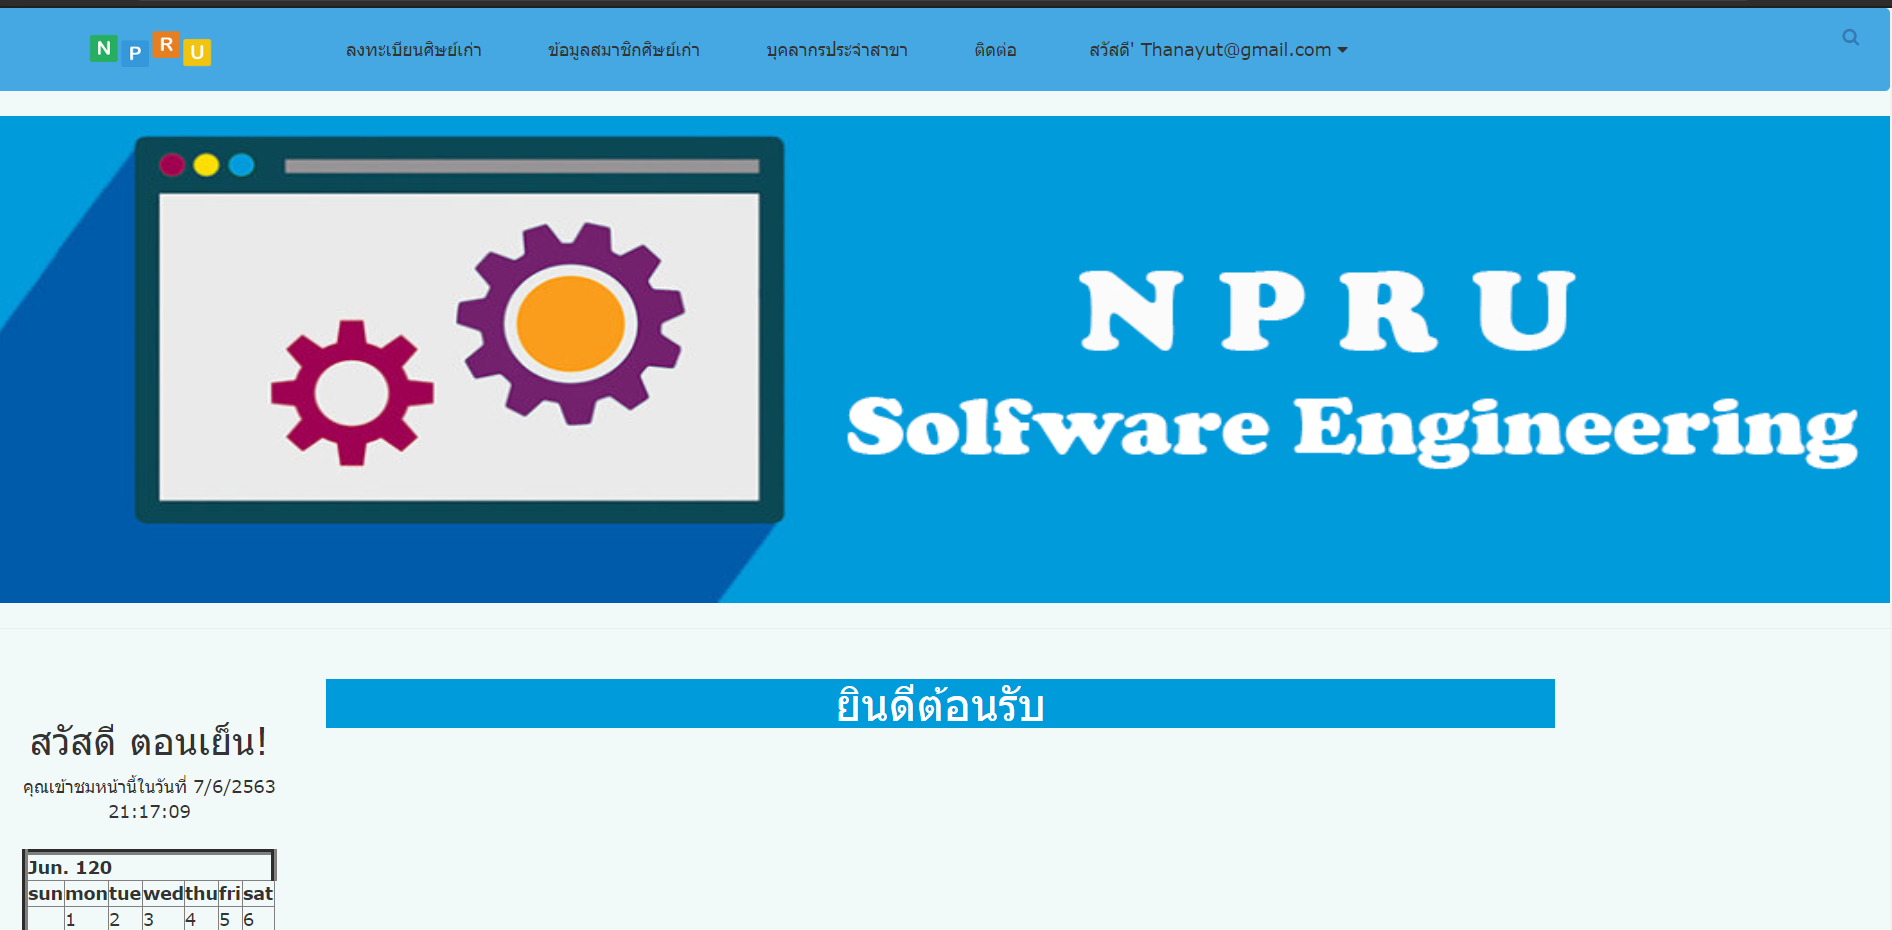 N P R U
ลงทะเบียนศิษย์เก่า ข้อมูลสมาชิกศิษย์เก่า บุคลากรประจำสาขา ติดต่อ สวัสดี' Thanayut@gmail.com
N P R U
Solfware Engineering
ยินดีต้อนรับ
สวัสดี ตอนเย็น!
คุณเข้าชมหน้านี้ในวันที่ 7/6/2563
21:17:09
Jun. 120
sun mon tue wed thu fri sat
1 2 3 4 5 6